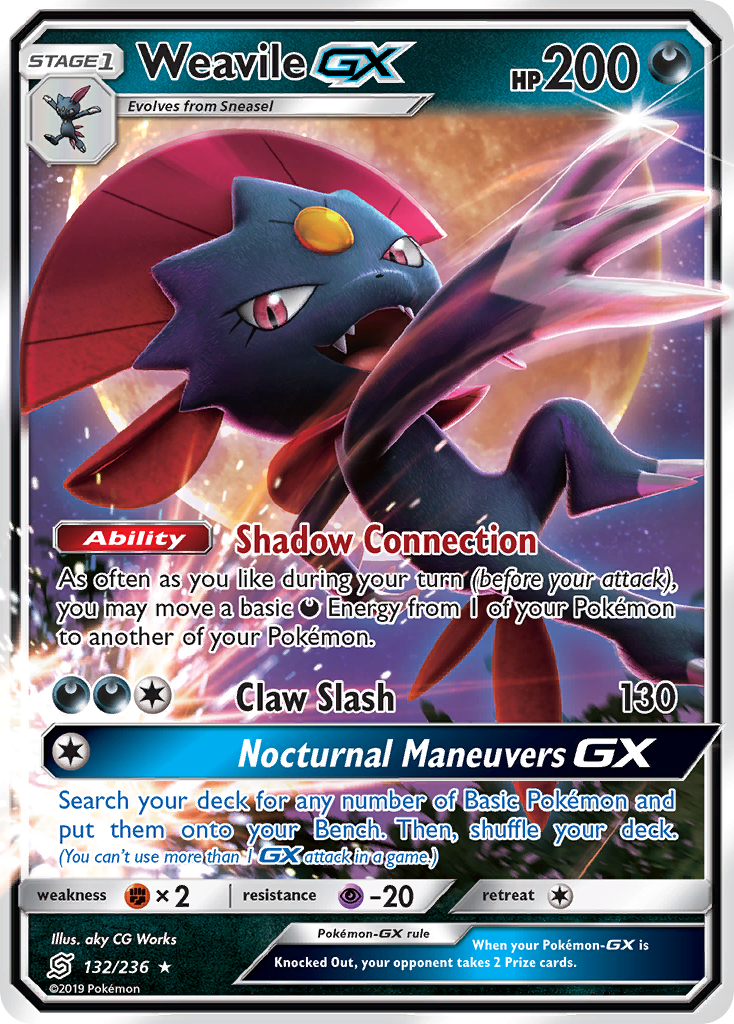 STAGE1 Weavile GX HP200
Evolves from Sneasel
Ability Shadow Connection
As often as you like during your turn (before your attack),
you may move a basic Energy from 1 of your Pokémon
to another of your Pokémon.
Claw Slash 130
Nocturnal Maneuvers GX
Search your deck for any number of Basic Pokémon and
put them onto your Bench. Then, shuffle your deck.
(You can't use more than 1 GX attack in a game.)
weakness ×2 resistance -20 retreat
Illus. aky CG Works
132/236
©2019 Pokémon
Pokémon-GX rule
When your Pokémon-GX is
Knocked Out, your opponent takes 2 Prize cards.